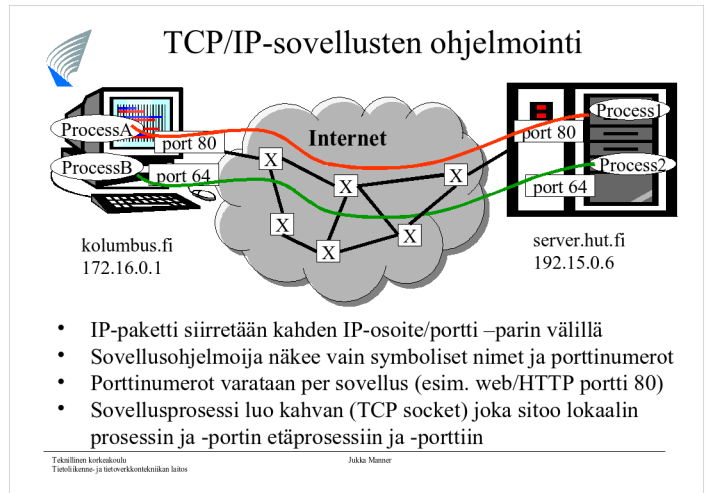 TCP/IP-sovellusten ohjelmointi
ProcessA
port 80
ProcessB
port 64
Internet
X
X
X
X
X
X
Process1
port 80
Process2
port 64
kolumbus.fi
172.16.0.1
server.hut.fi
192.15.0.6
• IP-paketti siirretään kahden IP-osoite/portti –parin välillä
• Sovellusohjelmoija näkee vain symboliset nimet ja porttinumerot
• Porttinumerot varataan per sovellus (esim. web/HTTP portti 80)
• Sovellusprosessi luo kahvan (TCP socket) joka sitoo lokaalin
prosessin ja -portin etäprosessiin ja -porttiin
Teknillinen korkeakoulu
Tietoliikenne- ja tietoverkkotekniikan laitos
Jukka Manner